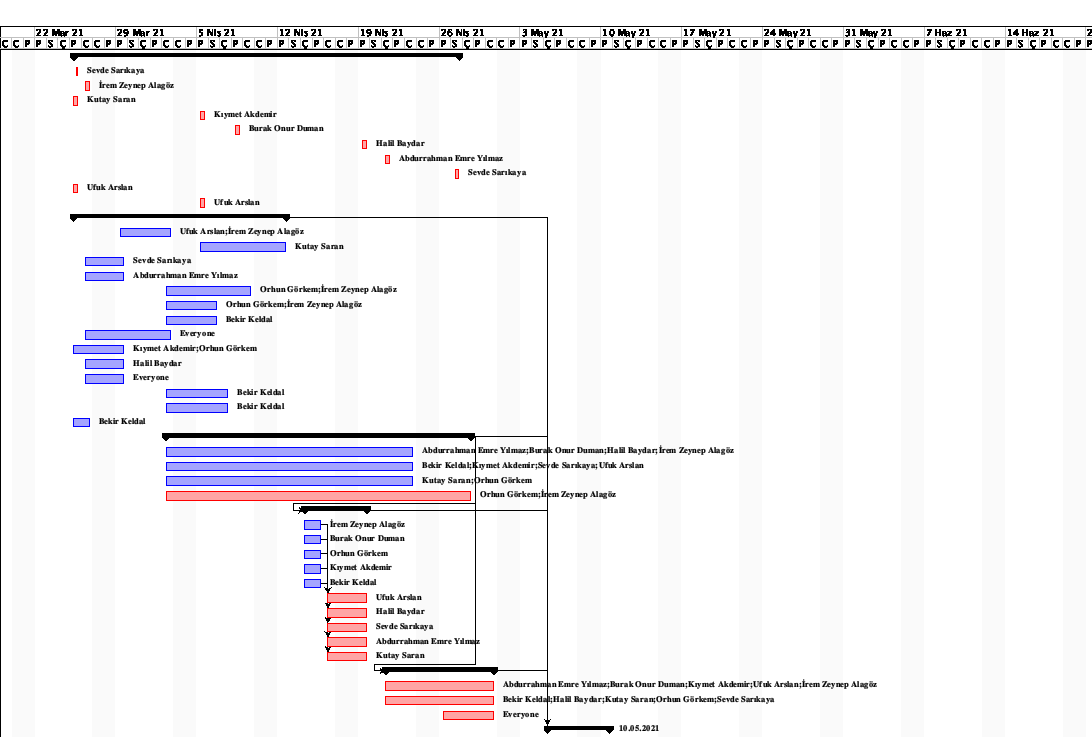 22 Mar 21 29 Mar 21 5 Nis 21 12 Nis 21 19 Nis 21 26 Nis 21 3 May 21 10 May 21 17 May 21 24 May 21 31 May 21 7 Haz 21 14 Haz 21
C C P P S Ç P C C P P S Ç P C C P P S Ç P C C P P S Ç P C C P P S Ç P C C P P S Ç P C C P P S Ç P C C P P S Ç P C C P P S Ç P C C P P S Ç P C C P P S Ç P C C P P S Ç P C C P P S Ç P C C P P
Sevde Sarıkaya
İrem Zeynep Alagöz
Kutay Saran
Kıymet Akdemir
Burak Onur Duman
Halil Baydar
Abdurrahman Emre Yılmaz
Sevde Sarıkaya
Ufuk Arslan
Ufuk Arslan
Ufuk Arslan;İrem Zeynep Alagöz
Kutay Saran
Sevde Sarıkaya
Abdurrahman Emre Yılmaz
Orhun Görkem;İrem Zeynep Alagöz
Orhun Görkem;İrem Zeynep Alagöz
Bekir Keldal
Everyone
Kıymet Akdemir;Orhun Görkem
Halil Baydar
Everyone
Bekir Keldal
Bekir Keldal
Bekir Keldal
Abdurrahman Emre Yılmaz;Burak Onur Duman;Halil Baydar;İrem Zeynep Alagöz
Bekir Keldal;Kıymet Akdemir;Sevde Sarıkaya;Ufuk Arslan
Kutay Saran;Orhun Görkem
Orhun Görkem;İrem Zeynep Alagöz
İrem Zeynep Alagöz
Burak Onur Duman
Orhun Görkem
Kıymet Akdemir
Bekir Keldal
Ufuk Arslan
Halil Baydar
Sevde Sarıkaya
Abdurrahman Emre Yılmaz
Kutay Saran
Abdurrahman Emre Yılmaz;Burak Onur Duman;Kıymet Akdemir;Ufuk Arslan;İrem Zeynep Alagöz
Bekir Keldal;Halil Baydar;Kutay Saran;Orhun Görkem;Sevde Sarıkaya
Everyone
10.05.2021